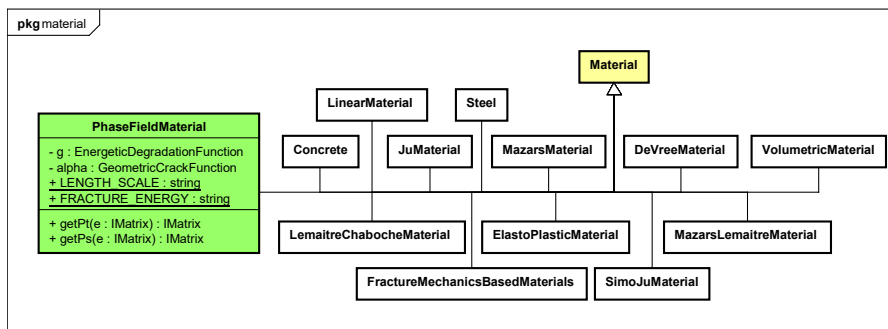 pkg material
Material
LinearMaterial
Steel
PhaseFieldMaterial
- g : EnergeticDegradationFunction
- alpha : GeometricCrackFunction
+ LENGTH_SCALE : string
+ FRACTURE_ENERGY : string
+ getPt(e : IMatrix) : IMatrix
+ getPs(e : IMatrix) : IMatrix
Concrete
JuMaterial
MazarsMaterial
DeVreeMaterial
VolumetricMaterial
LemaitreChabocheMaterial
ElastoPlasticMaterial
MazarsLemaitreMaterial
FractureMechanicsBasedMaterials
SimoJuMaterial